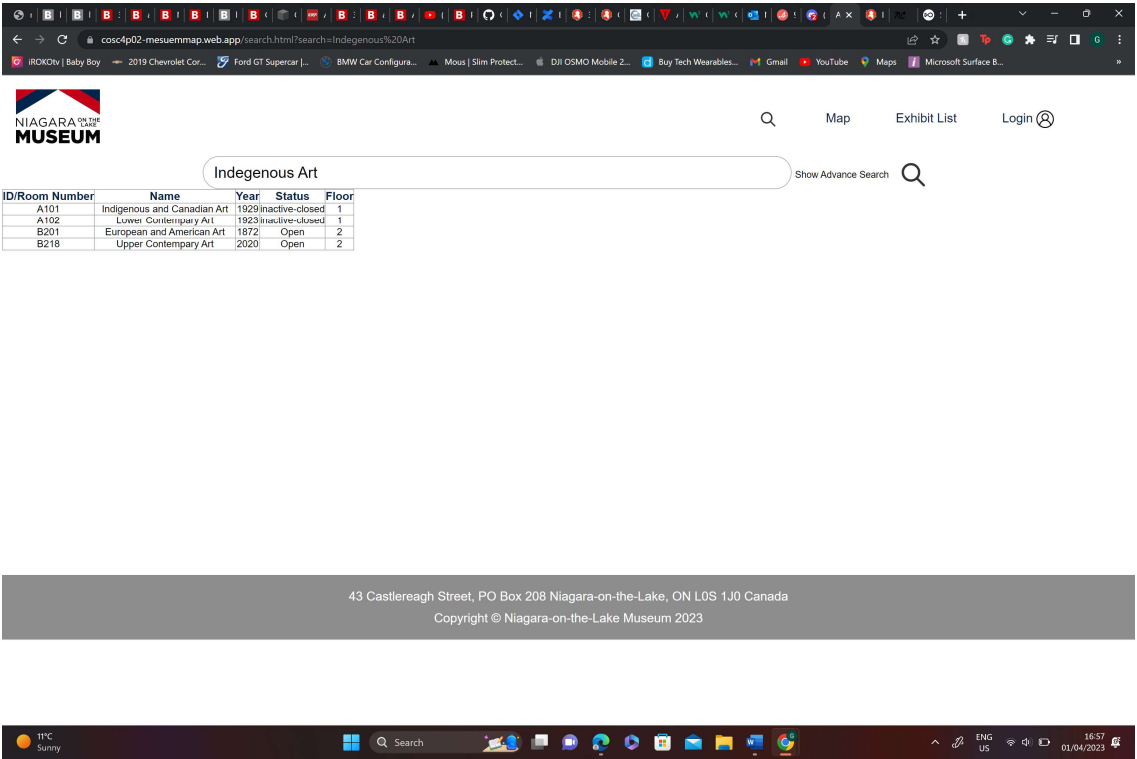 cosc4p02-mesuemmap.web.app/search.html?search=Indegenous%20Art
iROKOtv | Baby Boy 2019 Chevrolet Cor... Ford GT Supercar |... BMW Car Configura... Mous | Slim Protect... DJI OSMO Mobile 2... Buy Tech Wearables... Gmail YouTube Maps Microsoft Surface B... »
NIAGARA ON THE LAKE
MUSEUM
Map Exhibit List Login
Indegenous Art Show Advance Search
ID/Room Number Name Year Status Floor
A101 Indigenous and Canadian Art 1929 inactive-closed 1
A102 Lower Contempary Art 1923 inactive-closed 1
B201 European and American Art 1872 Open 2
B218 Upper Contempary Art 2020 Open 2
43 Castlereagh Street, PO Box 208 Niagara-on-the-Lake, ON L0S 1J0 Canada
Copyright © Niagara-on-the-Lake Museum 2023
11°C
Sunny
Search
ENG
US
16:57
01/04/2023